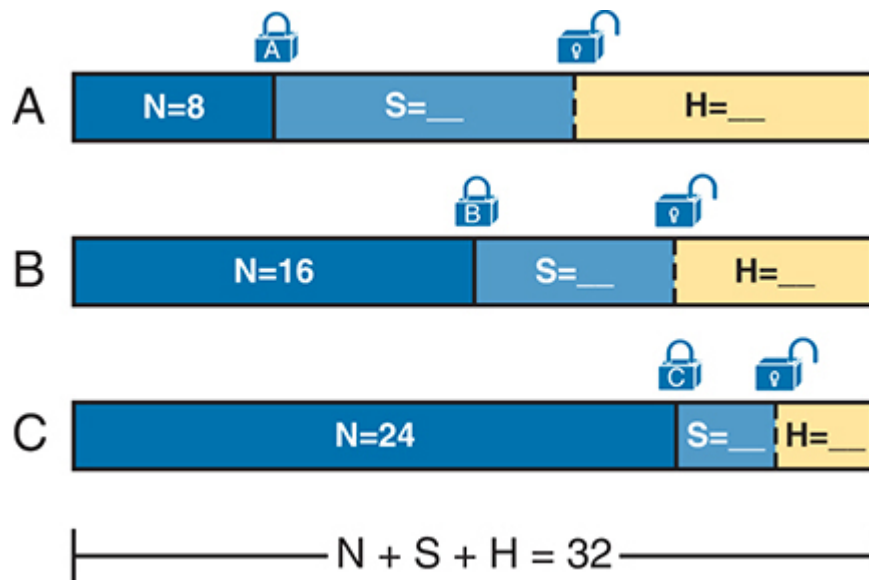 A
A N=8 S=__ H=__
B
B N=16 S=__ H=__
C
C N=24 S=__ H=__
N + S + H = 32